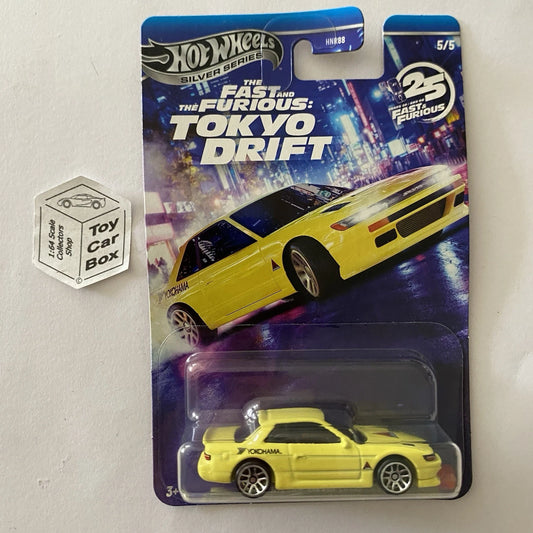 HOT WHEELS
SILVER SERIES
5/5
THE
FAST AND
THE FURIOUS:
TOKYO
DRIFT
25
FAST &
FURIOUS
Toy
Car
Box
1:64 Scale
Collectors
Shop
YOKOHAMA
YOKOHAMA
3+